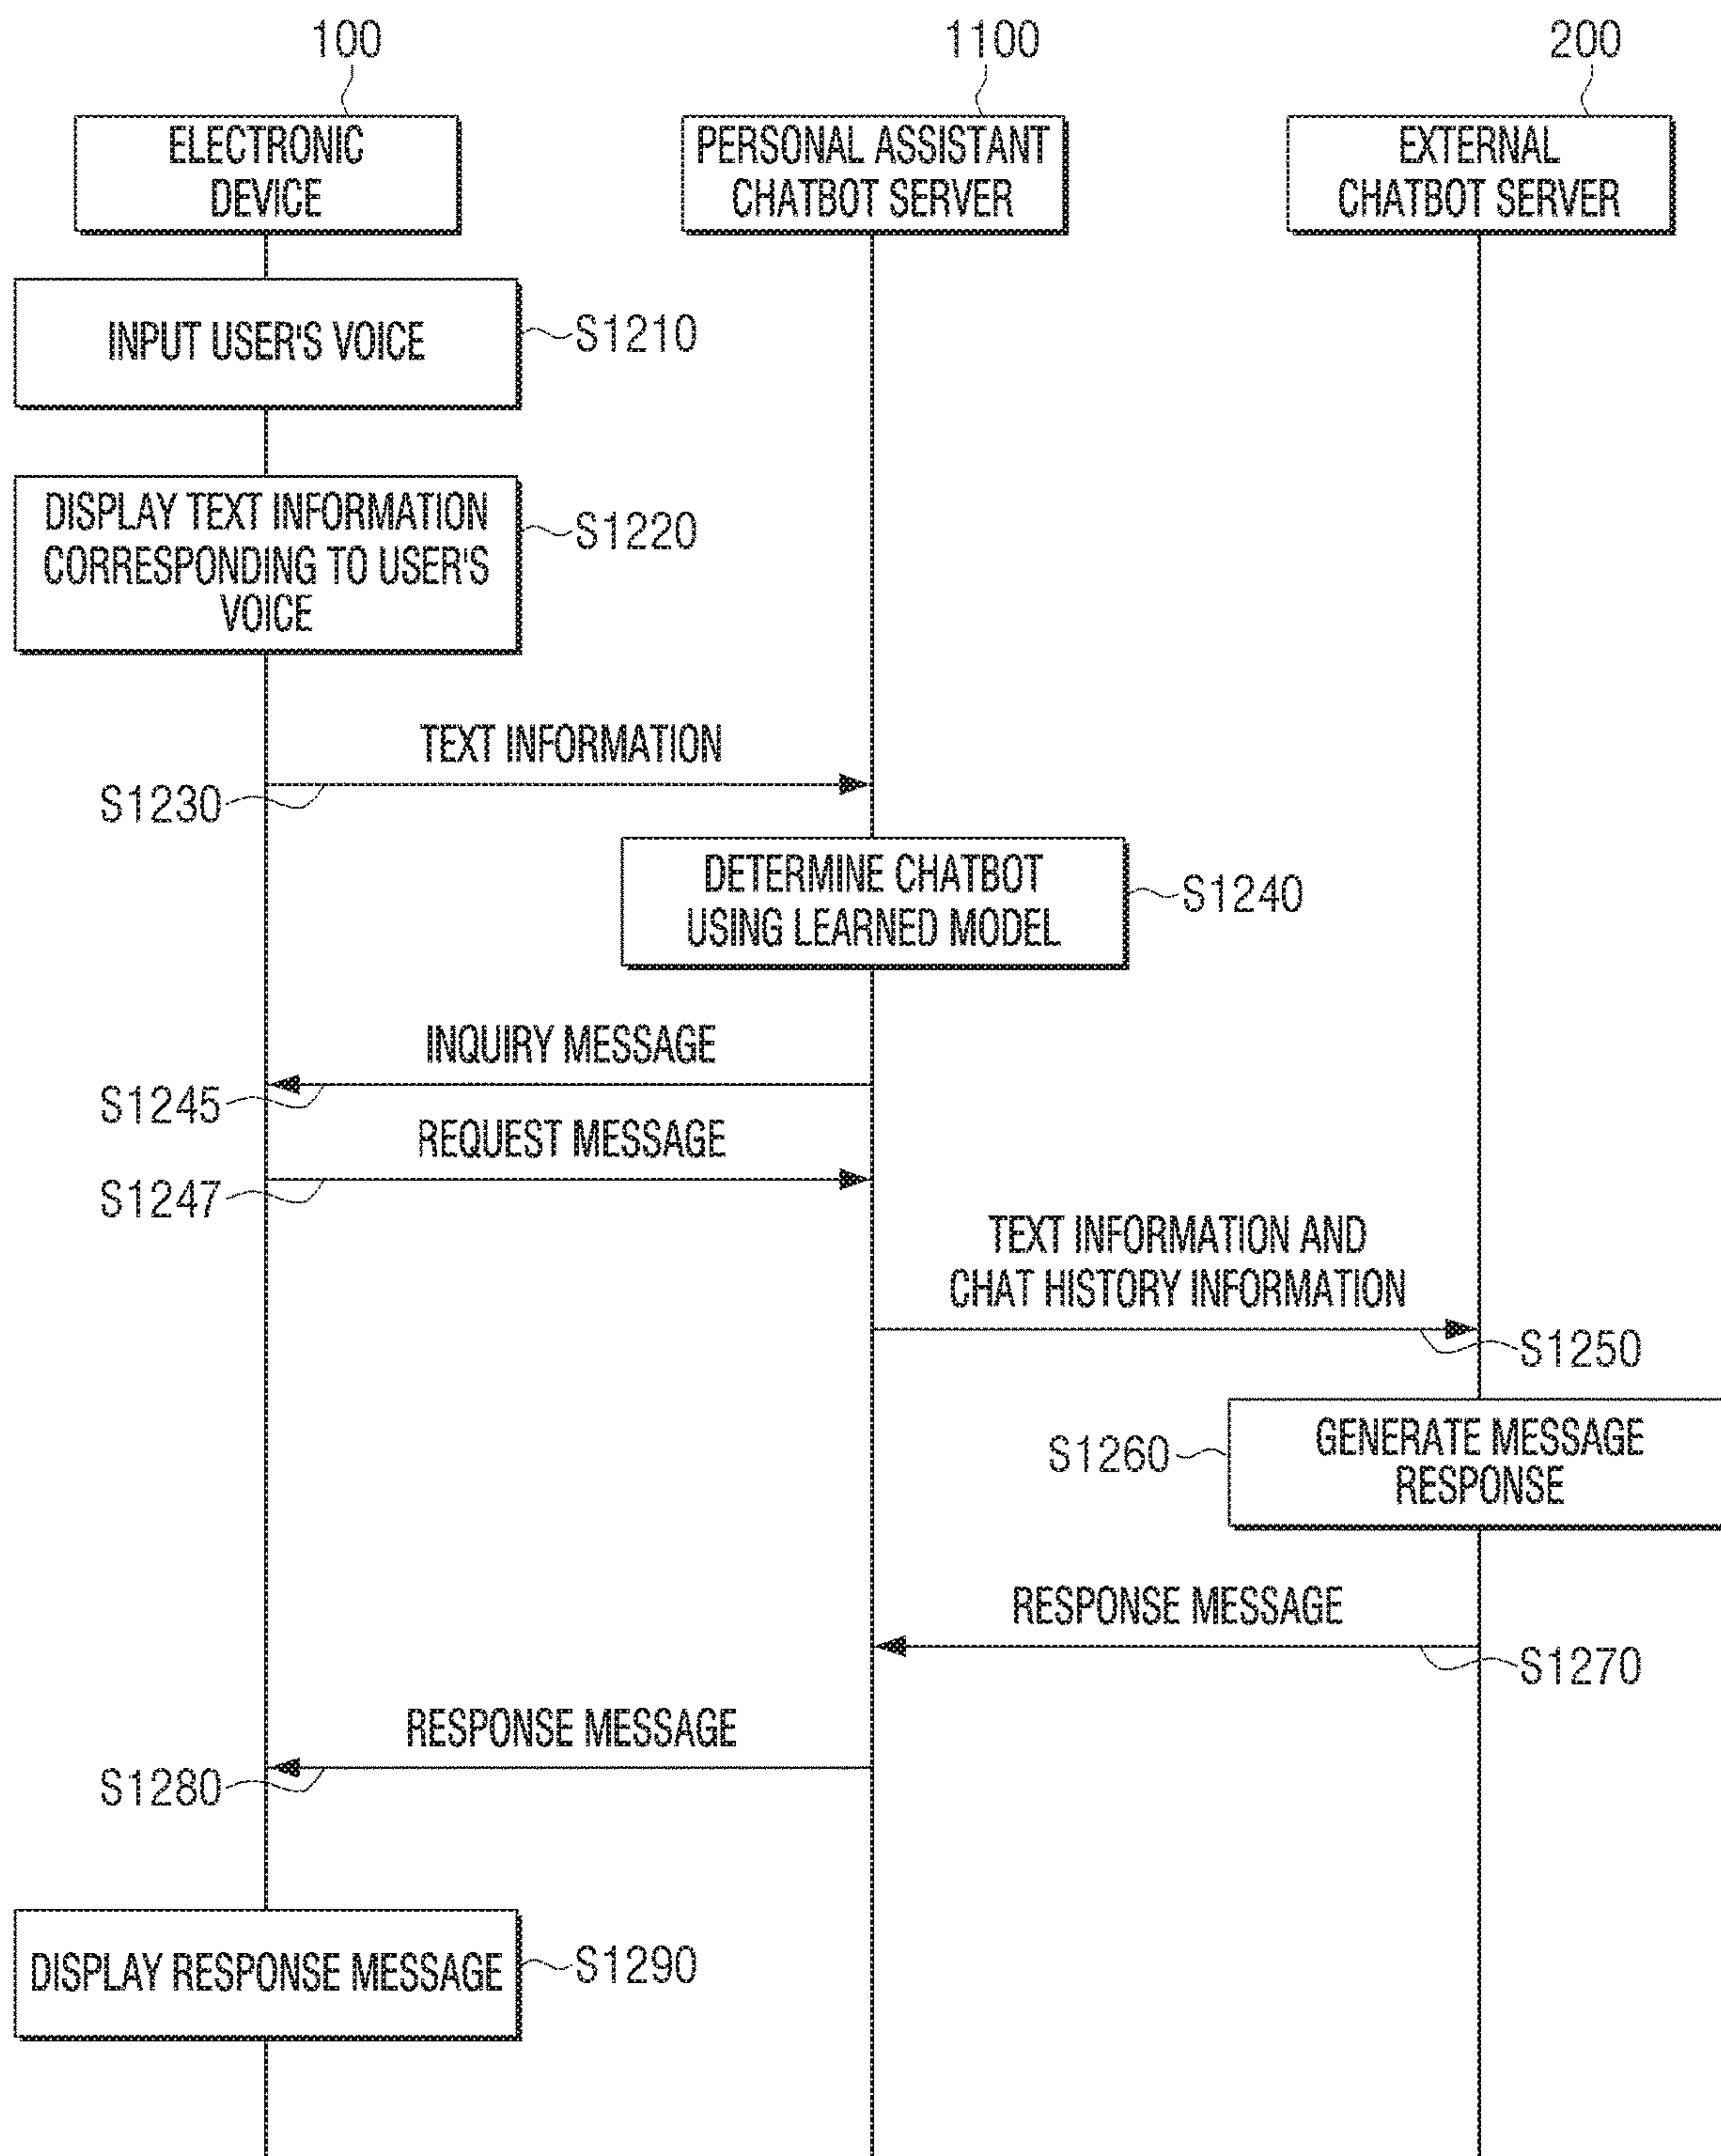 100
1100
200
ELECTRONIC
DEVICE
PERSONAL ASSISTANT
CHATBOT SERVER
EXTERNAL
CHATBOT SERVER
INPUT USER'S VOICE
S1210
DISPLAY TEXT INFORMATION
CORRESPONDING TO USER'S
VOICE
S1220
TEXT INFORMATION
S1230
DETERMINE CHATBOT
USING LEARNED MODEL
S1240
INQUIRY MESSAGE
S1245
REQUEST MESSAGE
S1247
TEXT INFORMATION AND
CHAT HISTORY INFORMATION
S1250
GENERATE MESSAGE
RESPONSE
S1260
RESPONSE MESSAGE
S1270
RESPONSE MESSAGE
S1280
DISPLAY RESPONSE MESSAGE
S1290